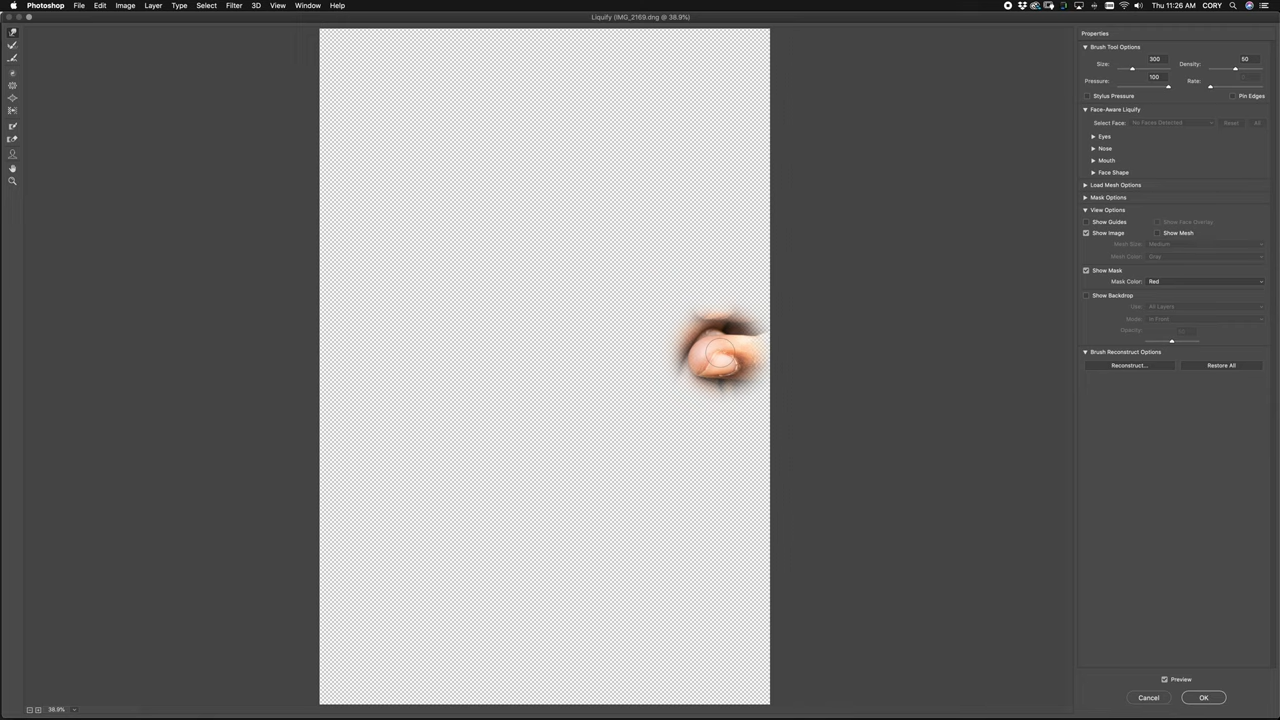 Photoshop File Edit Image Layer Type Select Filter 3D View Window Help Thu 11:26 AM CORY
Liquify (IMG_2169.dng @ 38.9%)
Properties
Brush Tool Options
Size: 300 Density: 50
Pressure: 100 Rate:
Stylus Pressure Pin Edges
Face-Aware Liquify
Select Face: No Faces Detected Reset All
Eyes
Nose
Mouth
Face Shape
Load Mesh Options
Mask Options
View Options
Show Guides Show Face Overlay
Show Image Show Mesh
Mesh Size: Medium
Mesh Color: Gray
Show Mask
Mask Color: Red
Show Backdrop
Use: All Layers
Mode: In Front
Opacity:
Brush Reconstruct Options
Reconstruct... Restore All
Preview
Cancel OK
38.9%